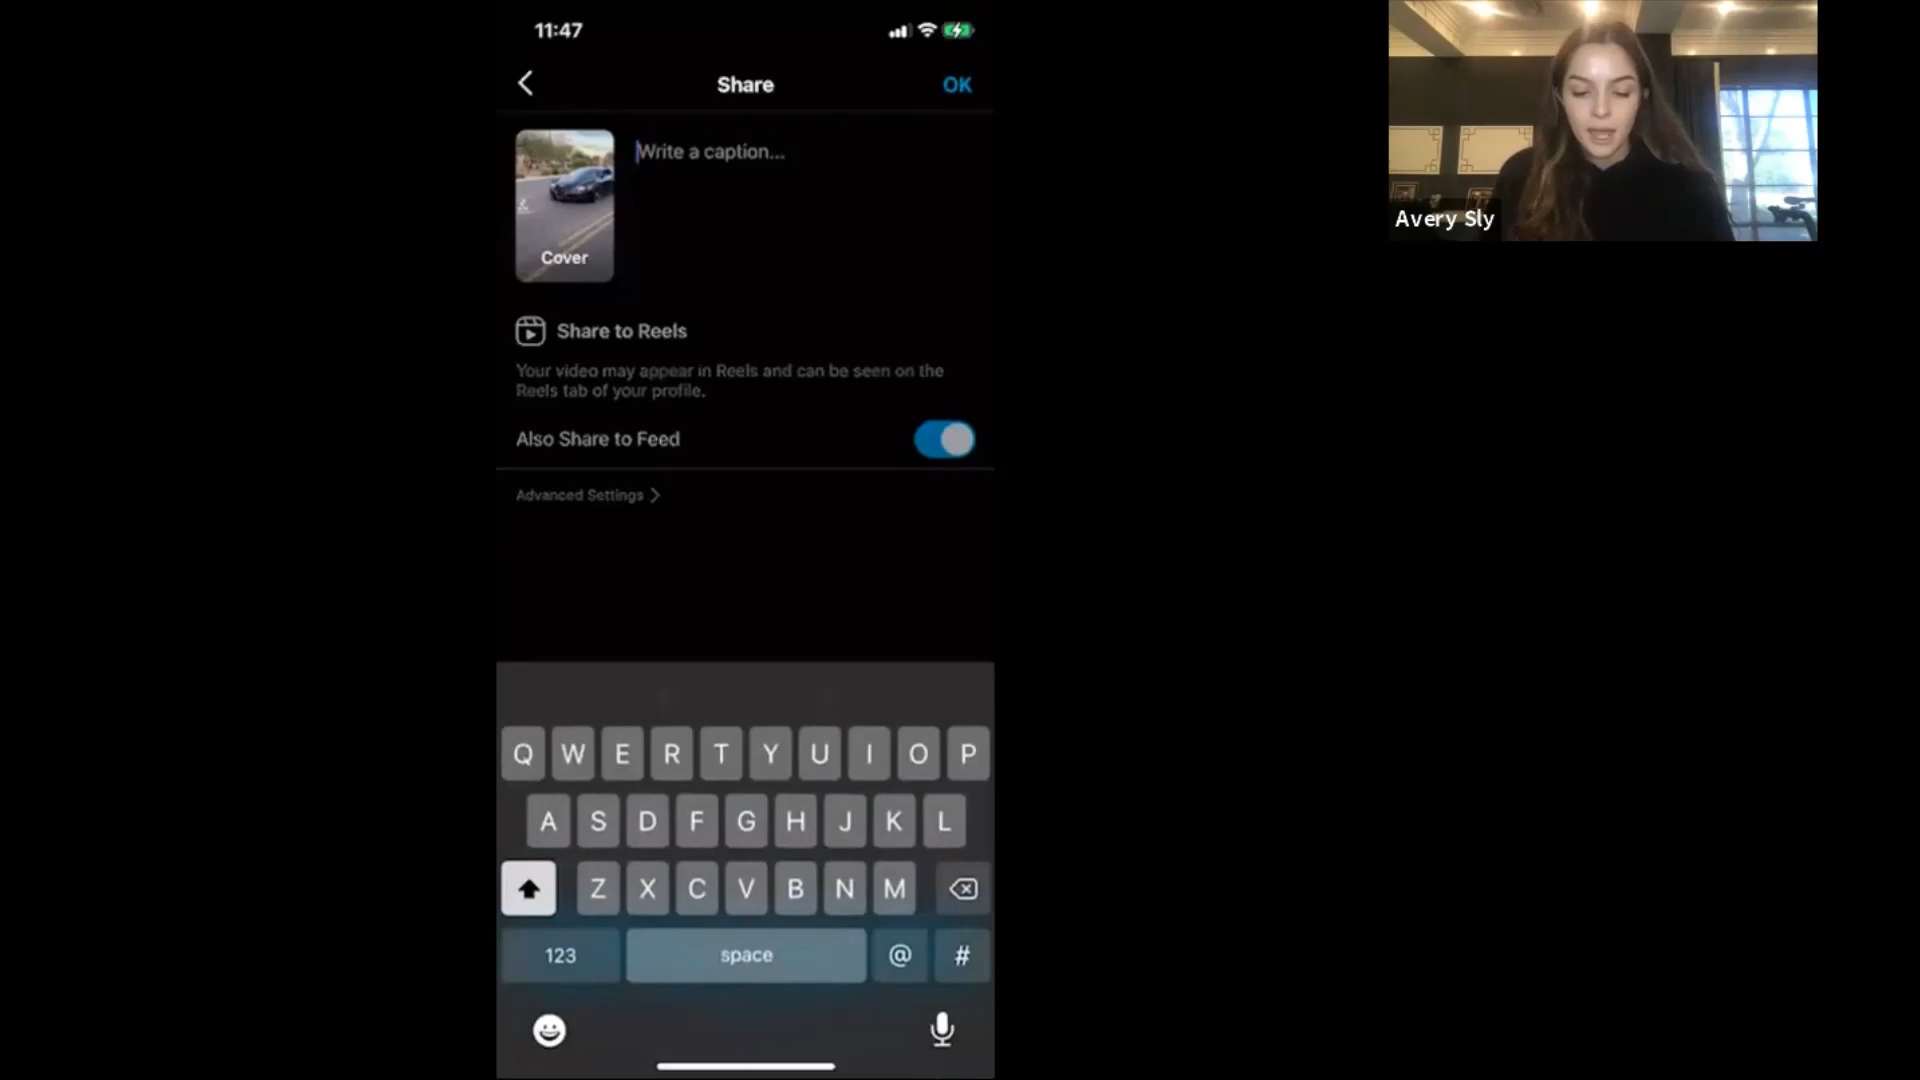 11:47
Share
OK
Write a caption...
Cover
Share to Reels
Your video may appear in Reels and can be seen on the
Reels tab of your profile.
Also Share to Feed
Advanced Settings
Q W E R T Y U I O P
A S D F G H J K L
Z X C V B N M
123 space @ #
Avery Sly